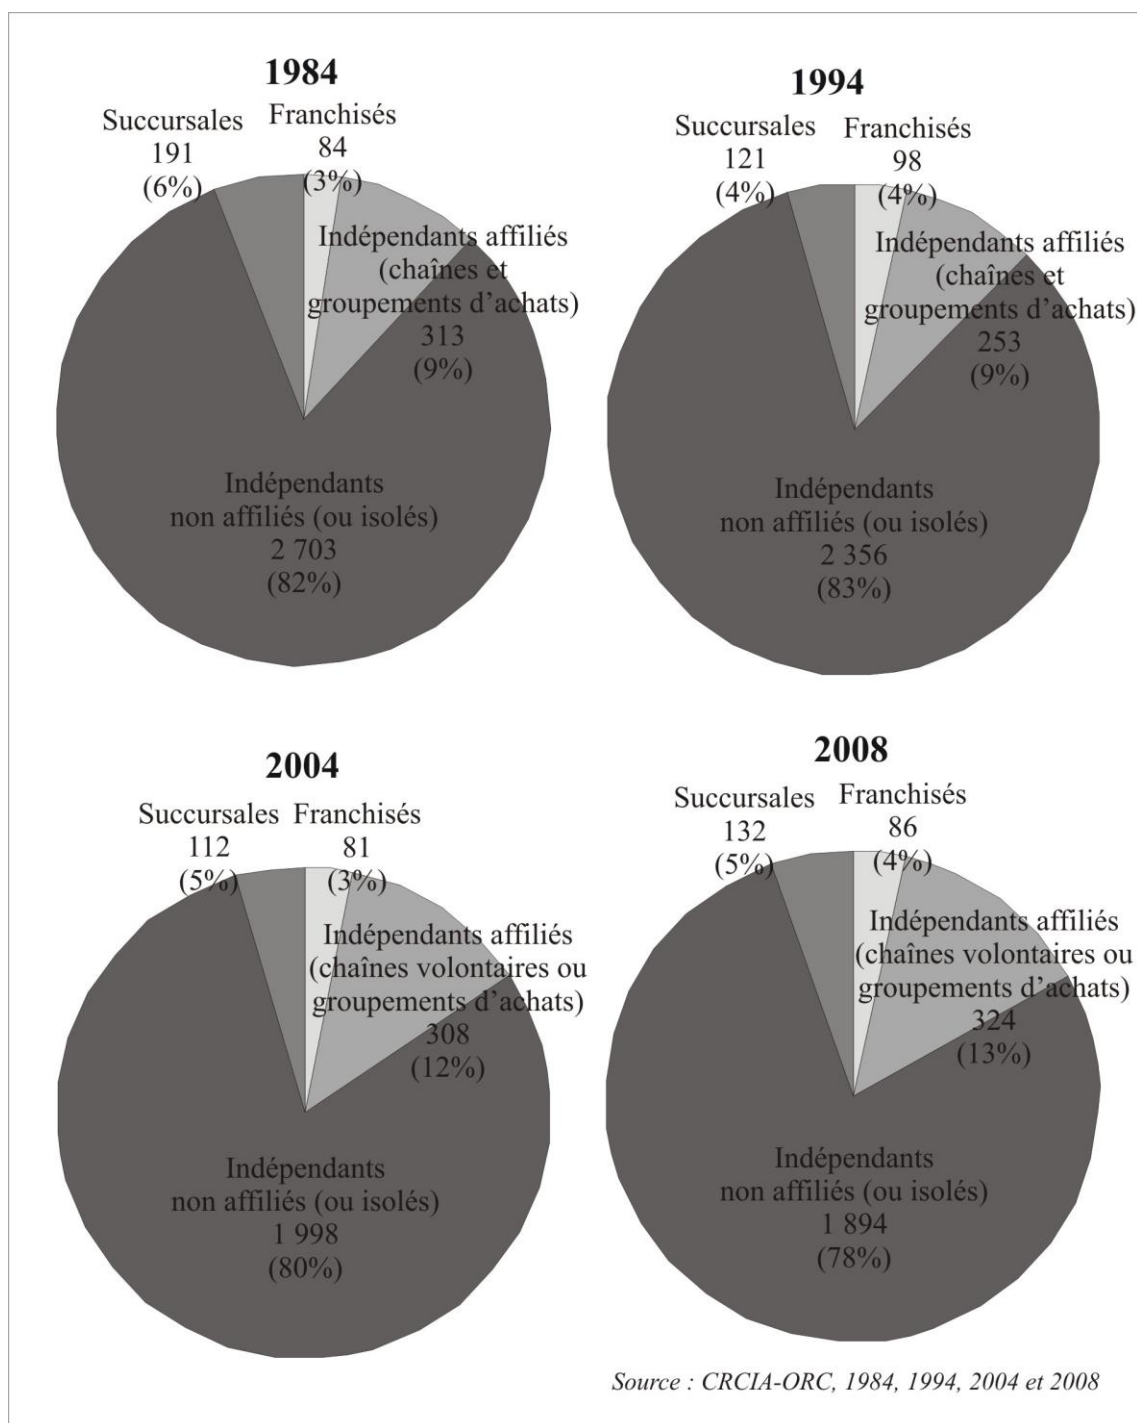 1984
Succursales
191
(6%)
Franchisés
84
(3%)
Indépendants affiliés
(chaînes et
groupements d’achats)
313
(9%)
Indépendants
non affiliés (ou isolés)
2 703
(82%)
1994
Succursales
121
(4%)
Franchisés
98
(4%)
Indépendants affiliés
(chaînes et
groupements d’achats)
253
(9%)
Indépendants
non affiliés (ou isolés)
2 356
(83%)
2004
Succursales
112
(5%)
Franchisés
81
(3%)
Indépendants affiliés
(chaînes volontaires ou
groupements d’achats)
308
(12%)
Indépendants
non affiliés (ou isolés)
1 998
(80%)
2008
Succursales
132
(5%)
Franchisés
86
(4%)
Indépendants affiliés
(chaînes volontaires ou
groupements d’achats)
324
(13%)
Indépendants
non affiliés (ou isolés)
1 894
(78%)
Source : CRCIA-ORC, 1984, 1994, 2004 et 2008